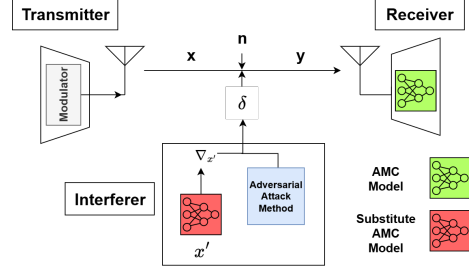 Transmitter
Receiver
Modulator
x
n
y
δ
∇x′
Interferer
Adversarial
Attack
Method
x′
AMC
Model
Substitute
AMC
Model